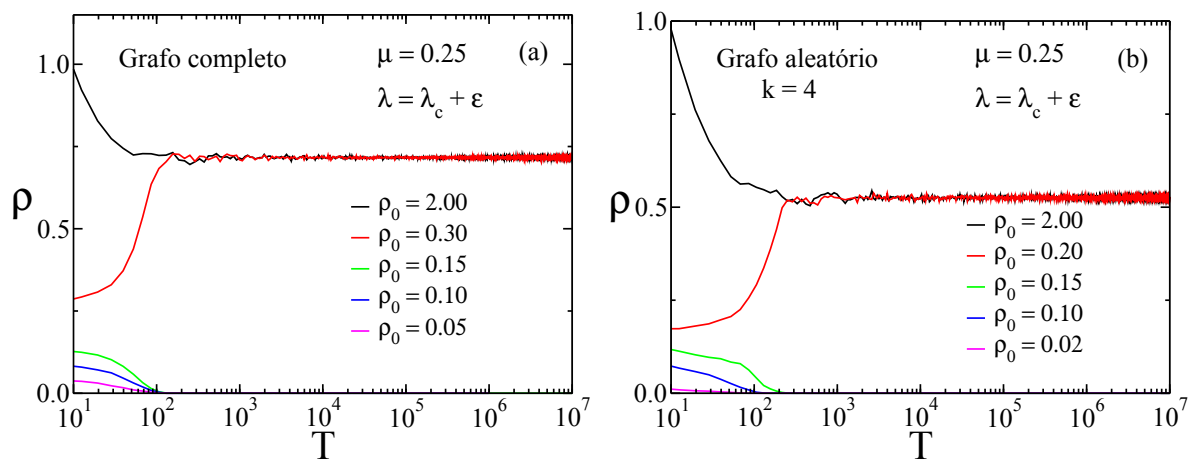 Grafo completo
μ = 0.25
(a)
λ = λc + ε
1.0
0.5
0.0
ρ
ρ0 = 2.00
ρ0 = 0.30
ρ0 = 0.15
ρ0 = 0.10
ρ0 = 0.05
10^1 10^2 10^3 10^4 10^5 10^6 10^7
T
Grafo aleatório
k = 4
μ = 0.25
(b)
λ = λc + ε
1.0
0.5
0.0
ρ
ρ0 = 2.00
ρ0 = 0.20
ρ0 = 0.15
ρ0 = 0.10
ρ0 = 0.02
10^1 10^2 10^3 10^4 10^5 10^6 10^7
T